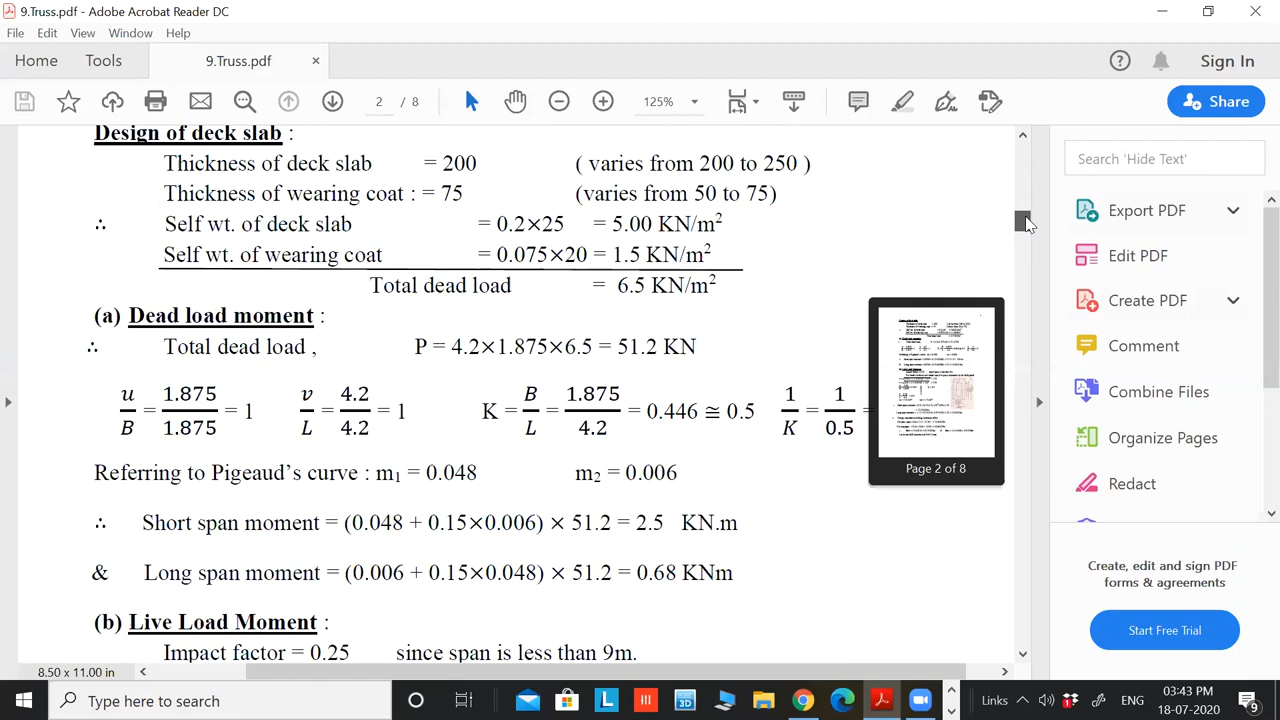 9.Truss.pdf - Adobe Acrobat Reader DC
File Edit View Window Help
Home Tools 9.Truss.pdf × Sign In
2 / 8 125% Share
Design of deck slab :
Thickness of deck slab = 200 ( varies from 200 to 250 )
Thickness of wearing coat : = 75 (varies from 50 to 75)
∴ Self wt. of deck slab = 0.2×25 = 5.00 KN/m²
Self wt. of wearing coat = 0.075×20 = 1.5 KN/m²
Total dead load = 6.5 KN/m²
(a) Dead load moment :
∴ Total dead load , P = 4.2×1.875×6.5 = 51.2 KN
u/B = 1.875/1.875 = 1 v/L = 4.2/4.2 = 1 K = B/L = 1.875/4.2 = 0.446 ≅ 0.5 1/K = 1/0.5 =
Referring to Pigeaud’s curve : m₁ = 0.048 m₂ = 0.006
∴ Short span moment = (0.048 + 0.15×0.006) × 51.2 = 2.5 KN.m
& Long span moment = (0.006 + 0.15×0.048) × 51.2 = 0.68 KNm
(b) Live Load Moment :
Impact factor = 0.25 since span is less than 9m.
Page 2 of 8
8.50 x 11.00 in
Search 'Hide Text'
Export PDF
Edit PDF
Create PDF
Comment
Combine Files
Organize Pages
Redact
Create, edit and sign PDF
forms & agreements
Start Free Trial
Type here to search
Links ENG 03:43 PM
18-07-2020 9